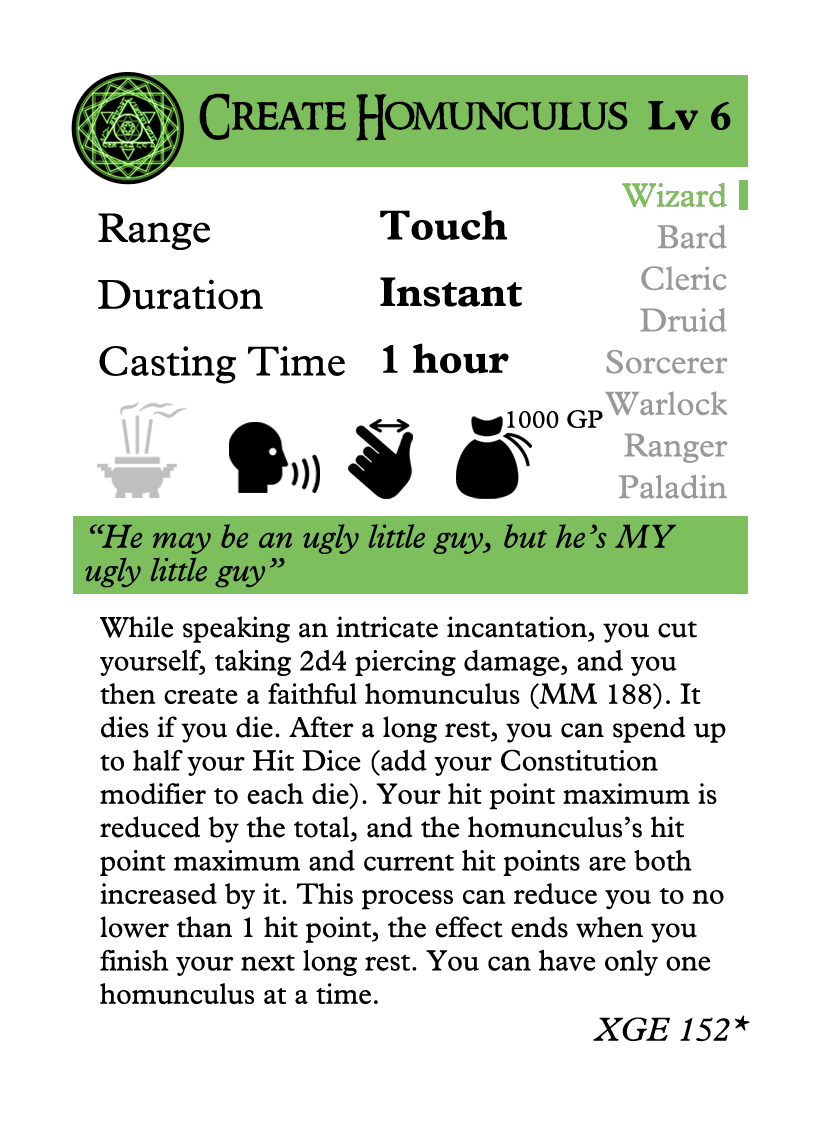 CREATE HOMUNCULUS Lv 6
Range Touch
Duration Instant
Casting Time 1 hour
Wizard
Bard
Cleric
Druid
Sorcerer
Warlock
Ranger
Paladin
1000 GP
“He may be an ugly little guy, but he’s MY
ugly little guy”
While speaking an intricate incantation, you cut
yourself, taking 2d4 piercing damage, and you
then create a faithful homunculus (MM 188). It
dies if you die. After a long rest, you can spend up
to half your Hit Dice (add your Constitution
modifier to each die). Your hit point maximum is
reduced by the total, and the homunculus’s hit
point maximum and current hit points are both
increased by it. This process can reduce you to no
lower than 1 hit point, the effect ends when you
finish your next long rest. You can have only one
homunculus at a time.
XGE 152*